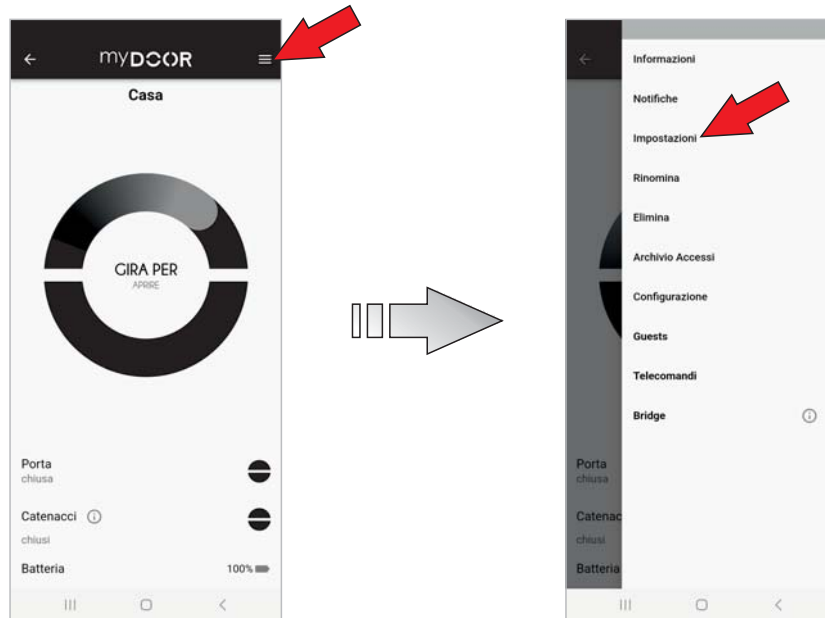 myDOOR
Casa
GIRA PER
APRIRE
Porta
chiusa
Catenacci
chiusi
Batteria
100%
Informazioni
Notifiche
Impostazioni
Rinomina
Elimina
Archivio Accessi
Configurazione
Guests
Telecomandi
Bridge
Porta
chiusa
Catenac
chiusi
Batteria